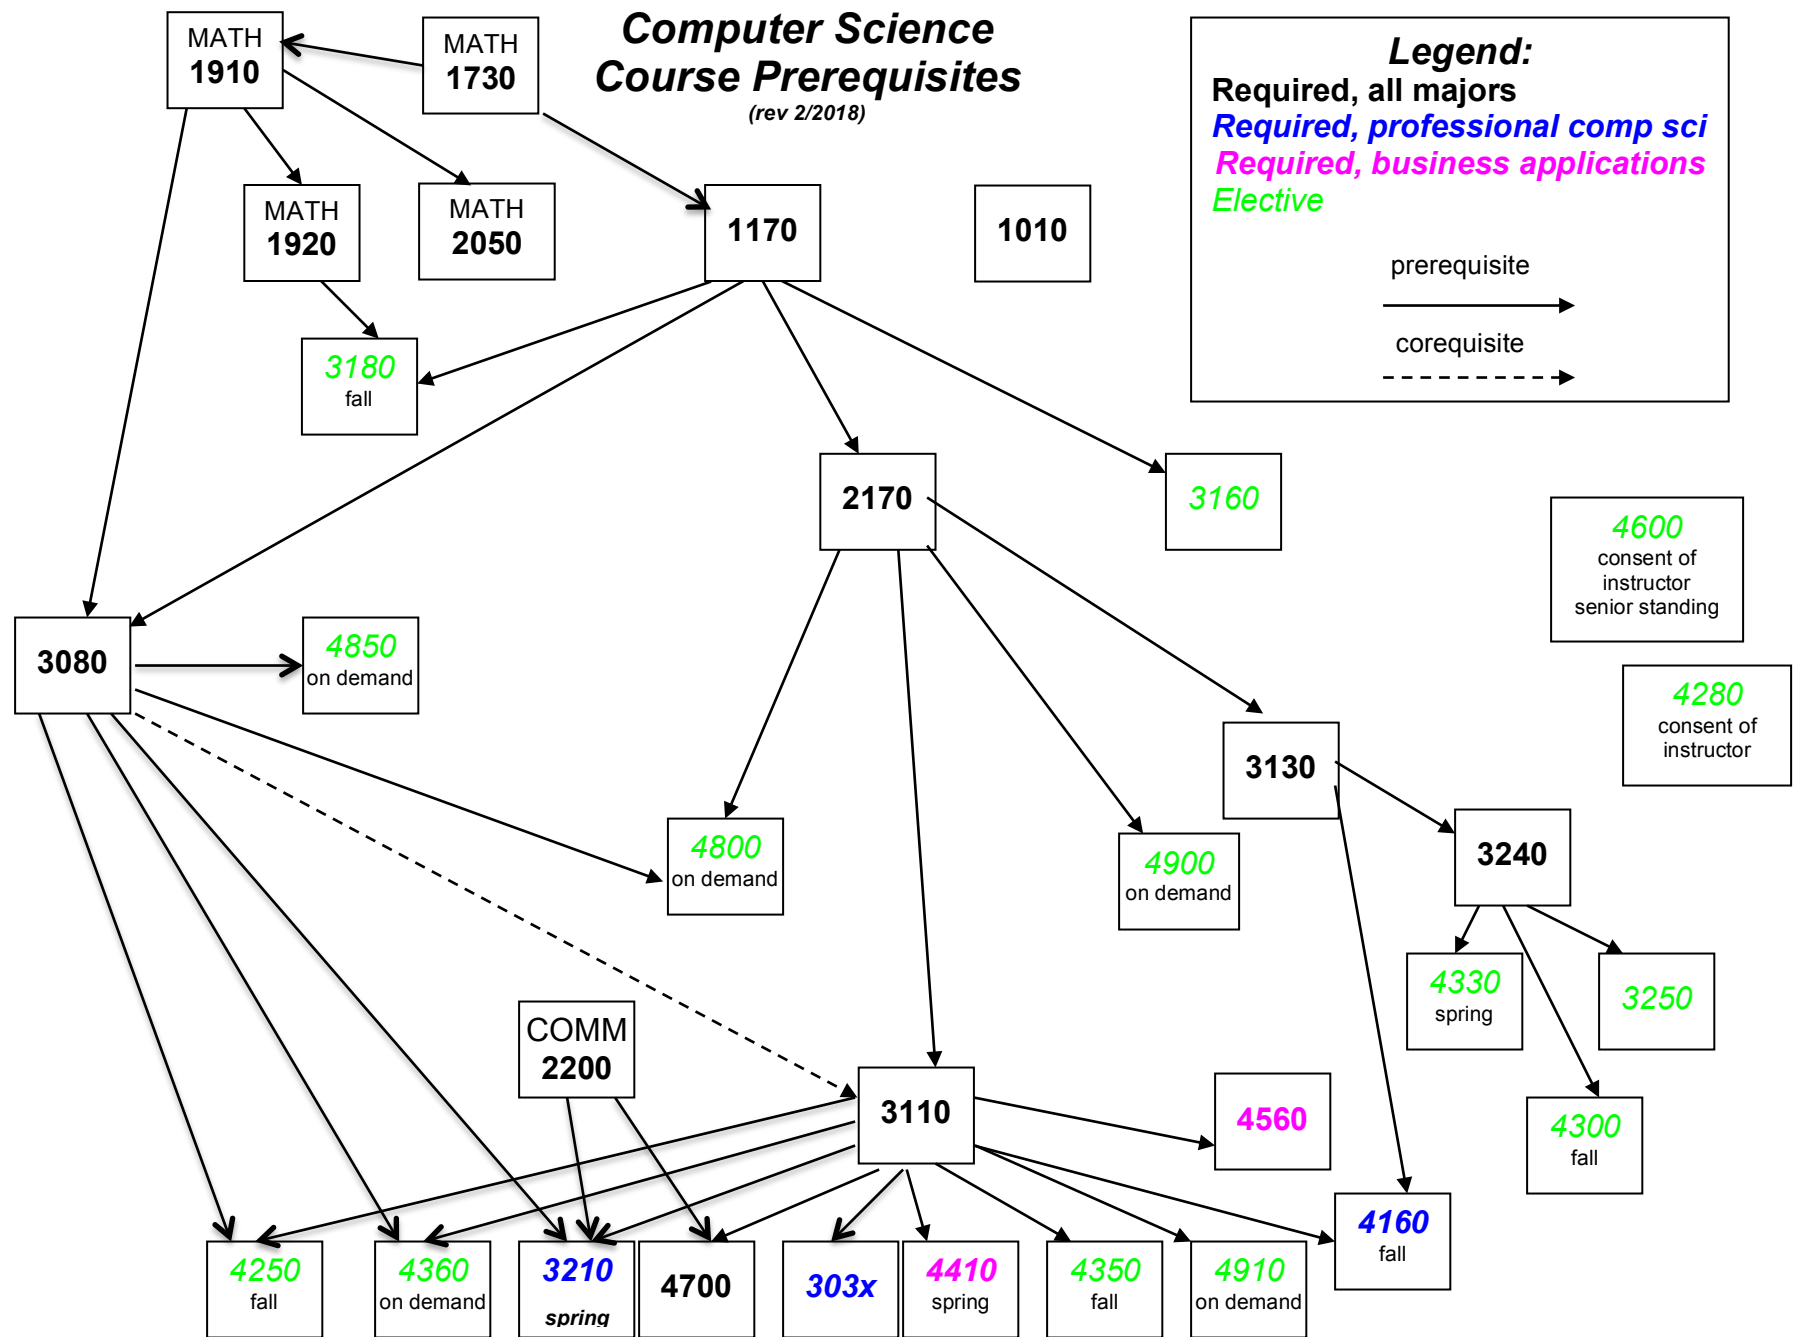 Computer Science
Course Prerequisites
(rev 2/2018)
MATH
1910
MATH
1730
Legend:
Required, all majors
Required, professional comp sci
Required, business applications
Elective
prerequisite
corequisite
MATH
1920
MATH
2050
1170
1010
3180
fall
2170
3160
4600
consent of
instructor
senior standing
3080
4850
on demand
4280
consent of
instructor
3130
4800
on demand
4900
on demand
3240
4330
spring
3250
COMM
2200
3110
4560
4300
fall
4160
fall
4250
fall
4360
on demand
3210
spring
4700
303x
4410
spring
4350
fall
4910
on demand